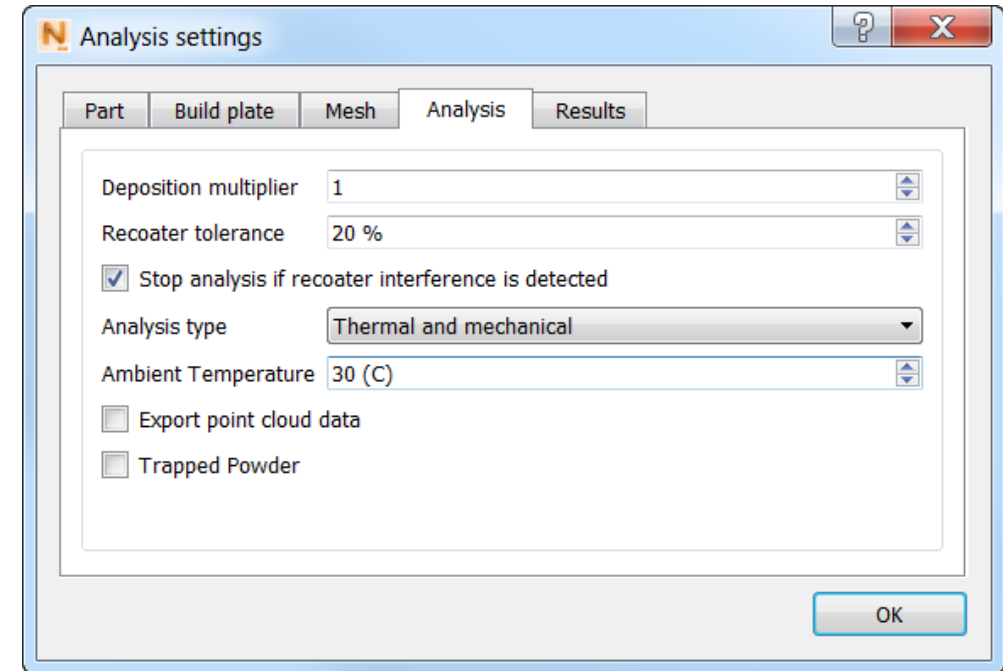 Analysis settings
Part Build plate Mesh Analysis Results
Deposition multiplier 1
Recoater tolerance 20 %
Stop analysis if recoater interference is detected
Analysis type Thermal and mechanical
Ambient Temperature 30 (C)
Export point cloud data
Trapped Powder
OK